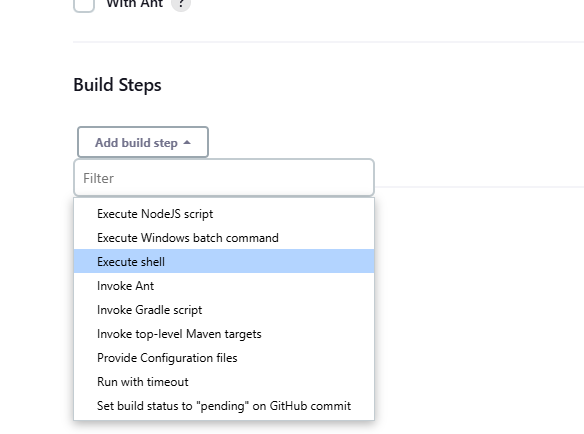 With Ant ?
Build Steps
Add build step
Filter
Execute NodeJS script
Execute Windows batch command
Execute shell
Invoke Ant
Invoke Gradle script
Invoke top-level Maven targets
Provide Configuration files
Run with timeout
Set build status to "pending" on GitHub commit